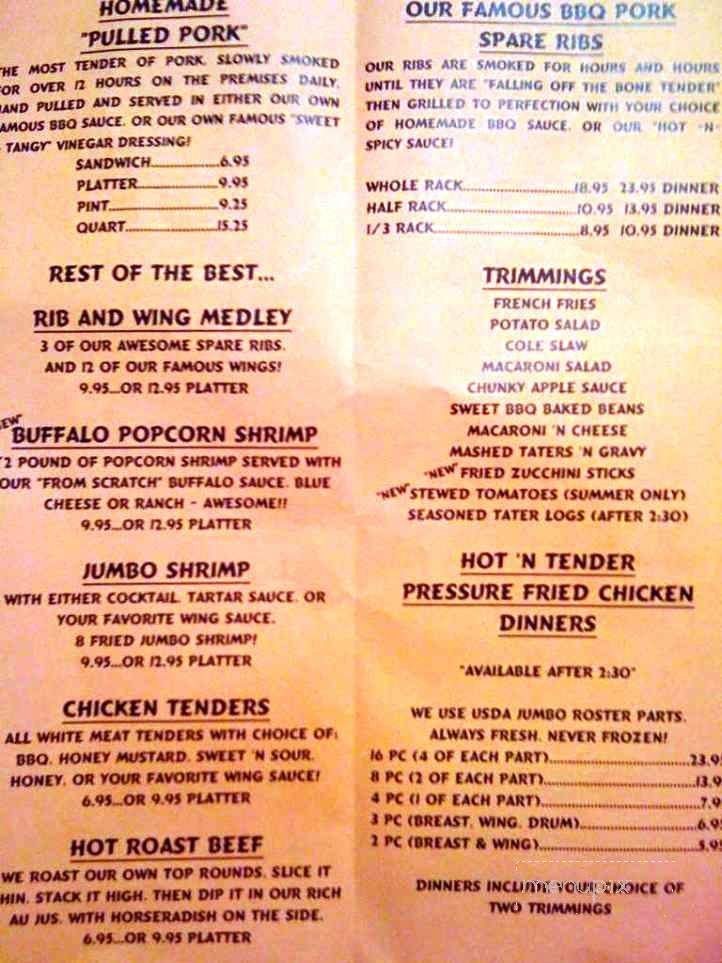 HOMEMADE
"PULLED PORK"
THE MOST TENDER OF PORK, SLOWLY SMOKED
FOR OVER 12 HOURS ON THE PREMISES DAILY.
HAND PULLED AND SERVED IN EITHER OUR OWN
FAMOUS BBQ SAUCE, OR OUR OWN FAMOUS "SWEET
TANGY" VINEGAR DRESSING!
SANDWICH....................6.95
PLATTER........................9.95
PINT................................9.25
QUART...........................15.25
REST OF THE BEST...
RIB AND WING MEDLEY
3 OF OUR AWESOME SPARE RIBS,
AND 12 OF OUR FAMOUS WINGS!
9.95...OR 12.95 PLATTER
"NEW"
BUFFALO POPCORN SHRIMP
/2 POUND OF POPCORN SHRIMP SERVED WITH
OUR "FROM SCRATCH" BUFFALO SAUCE, BLUE
CHEESE OR RANCH - AWESOME!!
9.95...OR 12.95 PLATTER
JUMBO SHRIMP
WITH EITHER COCKTAIL, TARTAR SAUCE, OR
YOUR FAVORITE WING SAUCE.
8 FRIED JUMBO SHRIMP!
9.95...OR 12.95 PLATTER
CHICKEN TENDERS
ALL WHITE MEAT TENDERS WITH CHOICE OF:
BBQ, HONEY MUSTARD, SWEET 'N SOUR,
HONEY, OR YOUR FAVORITE WING SAUCE!
6.95...OR 9.95 PLATTER
HOT ROAST BEEF
WE ROAST OUR OWN TOP ROUNDS, SLICE IT
THIN, STACK IT HIGH, THEN DIP IT IN OUR RICH
AU JUS, WITH HORSERADISH ON THE SIDE.
6.95...OR 9.95 PLATTER
OUR FAMOUS BBQ PORK
SPARE RIBS
OUR RIBS ARE SMOKED FOR HOURS AND HOURS
UNTIL THEY ARE "FALLING OFF THE BONE TENDER"
THEN GRILLED TO PERFECTION WITH YOUR CHOICE
OF HOMEMADE BBQ SAUCE, OR OUR "HOT -N-
SPICY SAUCE!
WHOLE RACK..............................18.95 23.95 DINNER
HALF RACK...................................10.95 13.95 DINNER
1/3 RACK.......................................8.95 10.95 DINNER
TRIMMINGS
FRENCH FRIES
POTATO SALAD
COLE SLAW
MACARONI SALAD
CHUNKY APPLE SAUCE
SWEET BBQ BAKED BEANS
MACARONI 'N CHEESE
MASHED TATERS 'N GRAVY
"NEW" FRIED ZUCCHINI STICKS
"NEW" STEWED TOMATOES (SUMMER ONLY)
SEASONED TATER LOGS (AFTER 2:30)
HOT 'N TENDER
PRESSURE FRIED CHICKEN
DINNERS
"AVAILABLE AFTER 2:30"
WE USE USDA JUMBO ROSTER PARTS,
ALWAYS FRESH, NEVER FROZEN!
16 PC (4 OF EACH PART)...............................23.95
8 PC (2 OF EACH PART)..................................13.9
4 PC (1 OF EACH PART)...................................7.9
3 PC (BREAST, WING, DRUM)........................6.95
2 PC (BREAST & WING)..................................5.95
menupix
DINNERS INCLUDE YOUR CHOICE OF
TWO TRIMMINGS